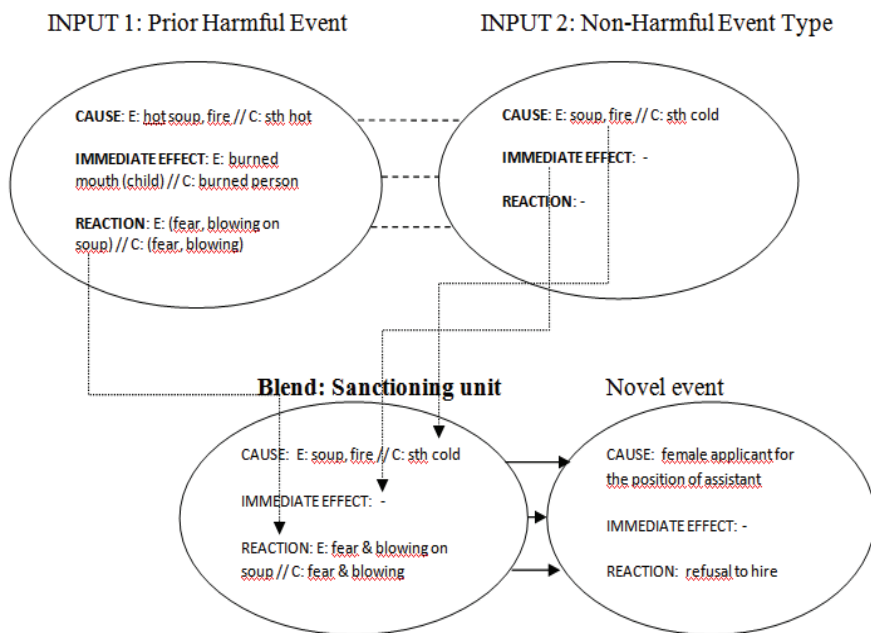 INPUT 1: Prior Harmful Event
INPUT 2: Non-Harmful Event Type
CAUSE: E: hot soup, fire // C: sth hot
IMMEDIATE EFFECT: E: burned
mouth (child) // C: burned person
REACTION: E: (fear, blowing on
soup) // C: (fear, blowing)
CAUSE: E: soup, fire // C: sth cold
IMMEDIATE EFFECT: -
REACTION: -
Blend: Sanctioning unit
Novel event
CAUSE: E: soup, fire // C: sth cold
IMMEDIATE EFFECT: -
REACTION: E: fear & blowing on
soup // C: fear & blowing
CAUSE: female applicant for
the position of assistant
IMMEDIATE EFFECT: -
REACTION: refusal to hire